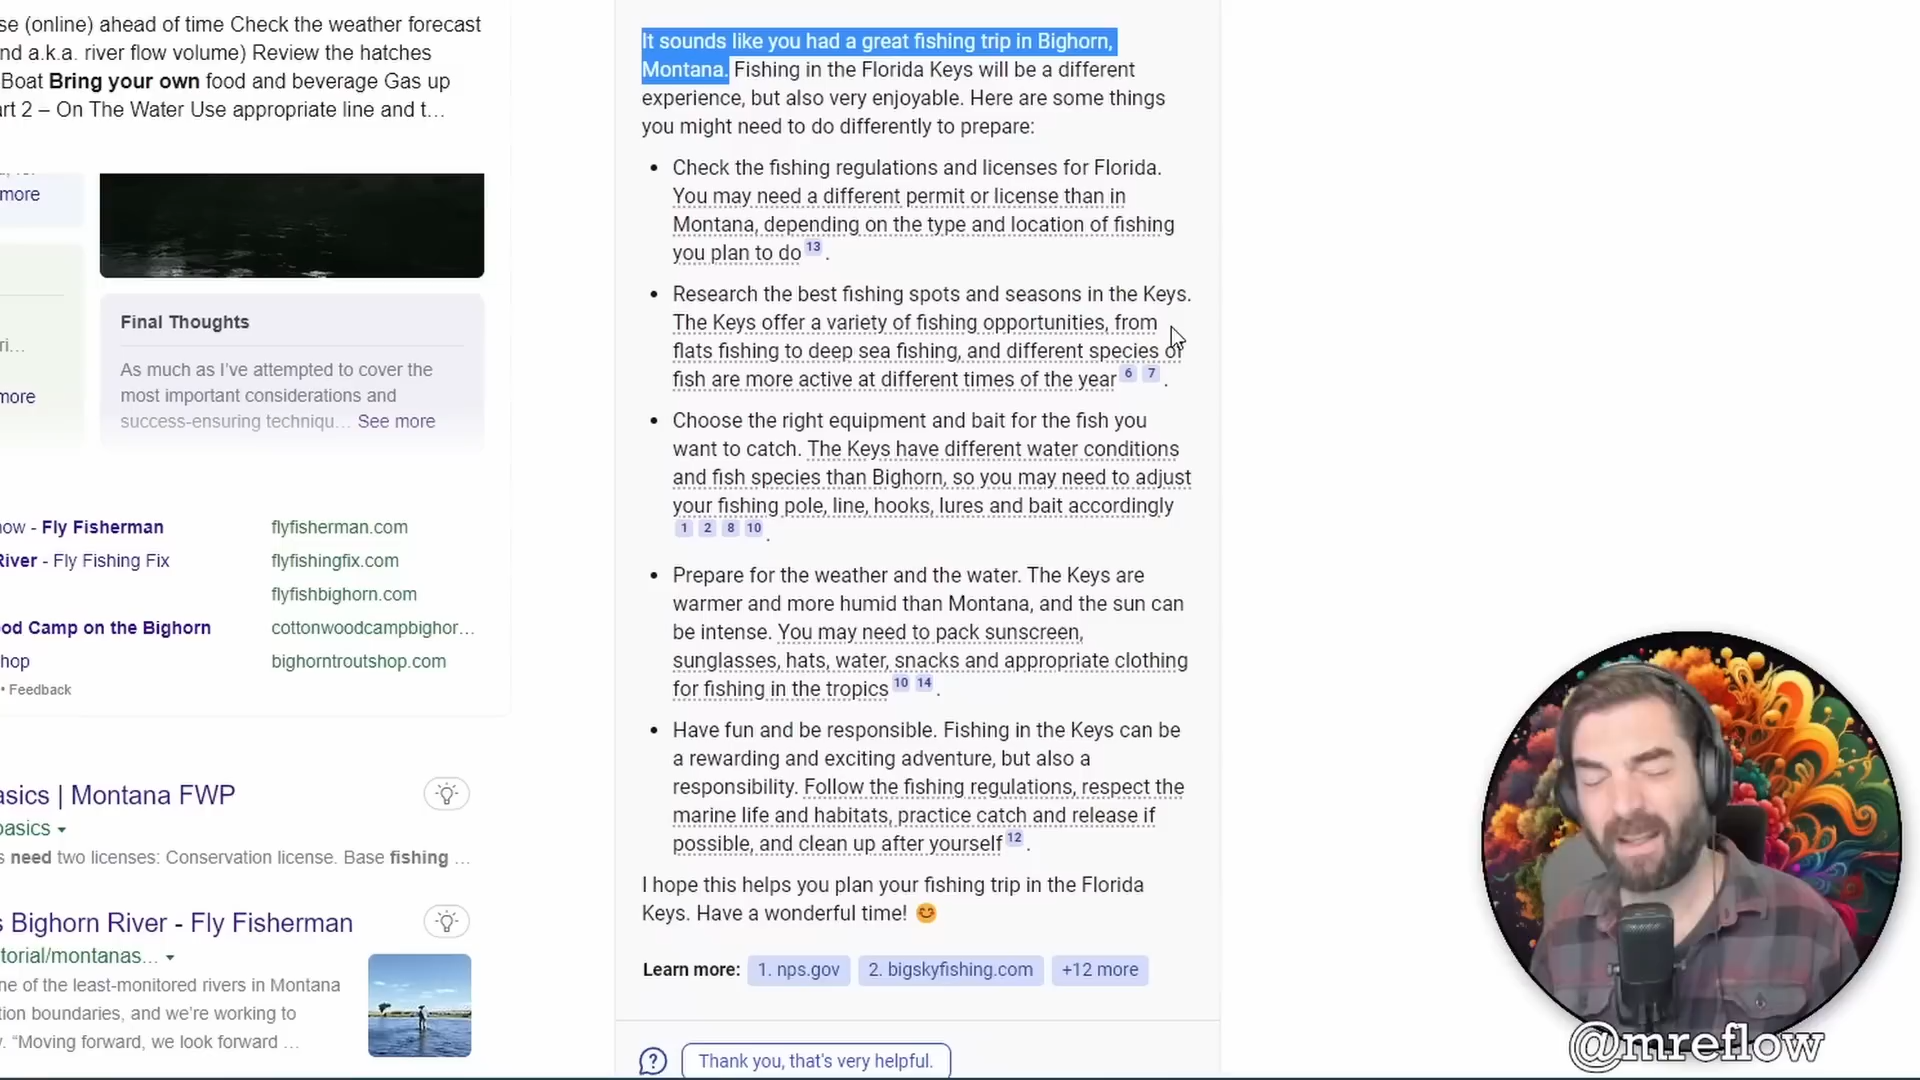 se (online) ahead of time Check the weather forecast
nd a.k.a. river flow volume) Review the hatches
Boat Bring your own food and beverage Gas up
art 2 – On The Water Use appropriate line and t…
more
ri…
more
Final Thoughts
As much as I've attempted to cover the
most important considerations and
success-ensuring techniqu… See more
now - Fly Fisherman flyfisherman.com
River - Fly Fishing Fix flyfishingfix.com
flyfishbighorn.com
od Camp on the Bighorn cottonwoodcampbighor…
hop bighorntroutshop.com
• Feedback
asics | Montana FWP
basics
s need two licenses: Conservation license. Base fishing …
s Bighorn River - Fly Fisherman
torial/montanas…
ne of the least-monitored rivers in Montana
tion boundaries, and we're working to
. “Moving forward, we look forward …
It sounds like you had a great fishing trip in Bighorn,
Montana. Fishing in the Florida Keys will be a different
experience, but also very enjoyable. Here are some things
you might need to do differently to prepare:
• Check the fishing regulations and licenses for Florida.
You may need a different permit or license than in
Montana, depending on the type and location of fishing
you plan to do 13 .
• Research the best fishing spots and seasons in the Keys.
The Keys offer a variety of fishing opportunities, from
flats fishing to deep sea fishing, and different species of
fish are more active at different times of the year 6 7 .
• Choose the right equipment and bait for the fish you
want to catch. The Keys have different water conditions
and fish species than Bighorn, so you may need to adjust
your fishing pole, line, hooks, lures and bait accordingly
1 2 8 10 .
• Prepare for the weather and the water. The Keys are
warmer and more humid than Montana, and the sun can
be intense. You may need to pack sunscreen,
sunglasses, hats, water, snacks and appropriate clothing
for fishing in the tropics 10 14 .
• Have fun and be responsible. Fishing in the Keys can be
a rewarding and exciting adventure, but also a
responsibility. Follow the fishing regulations, respect the
marine life and habitats, practice catch and release if
possible, and clean up after yourself 12 .
I hope this helps you plan your fishing trip in the Florida
Keys. Have a wonderful time! 😊
Learn more: 1. nps.gov 2. bigskyfishing.com +12 more
Thank you, that's very helpful.
@mreflow